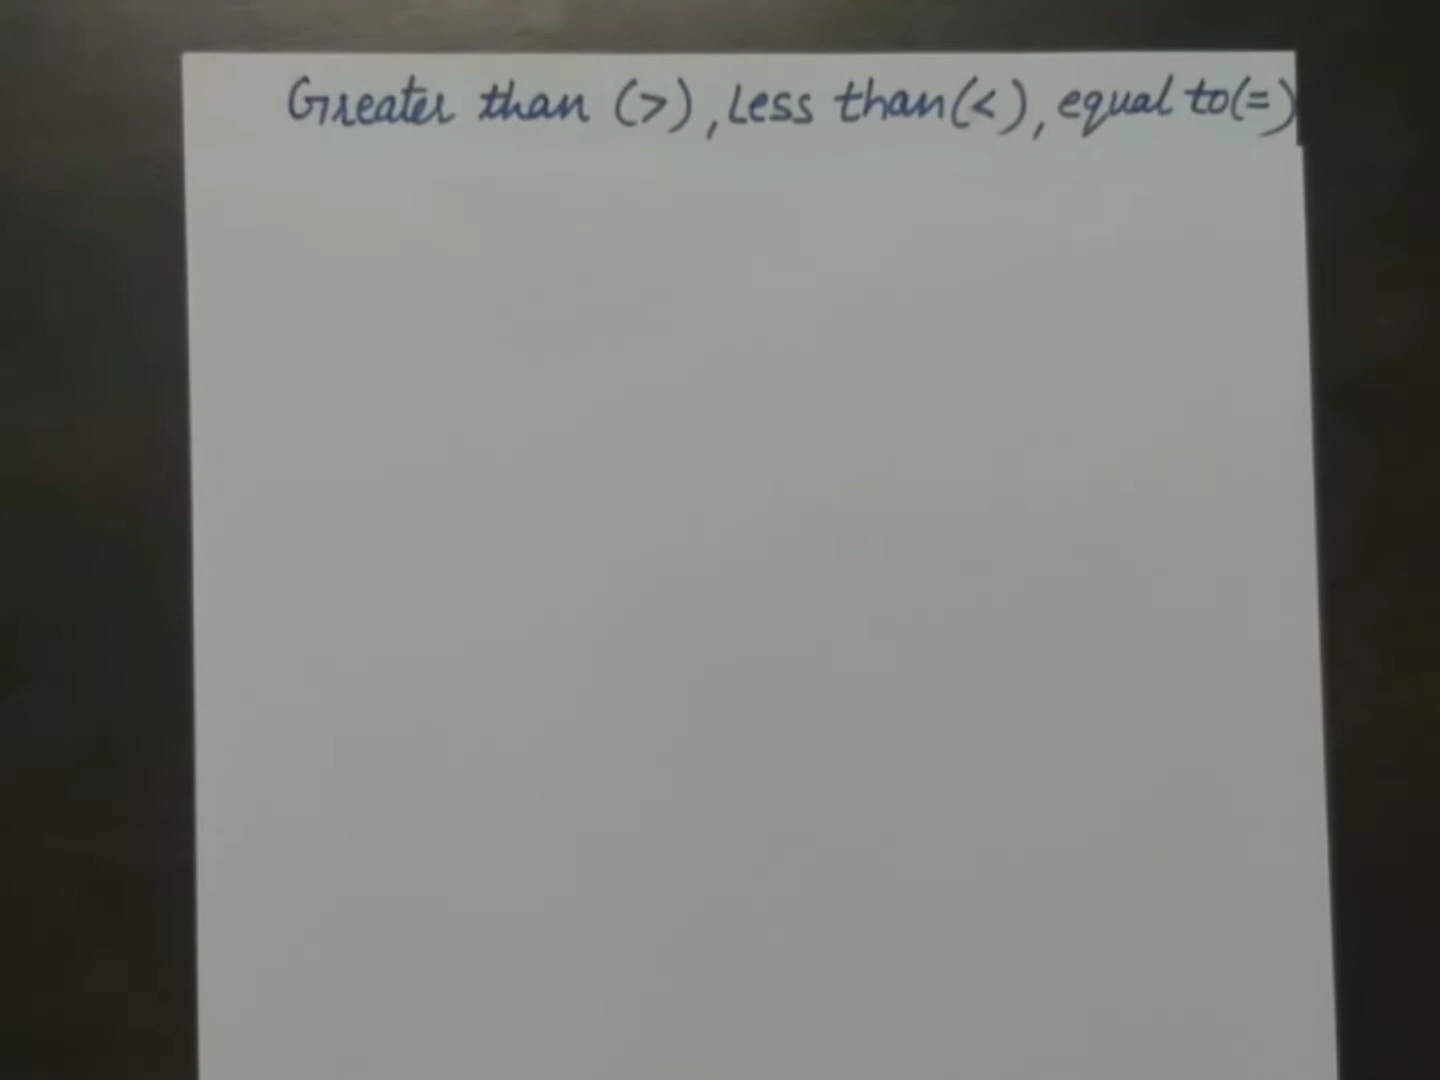 Greater than (>), Less than(<), equal to(=)